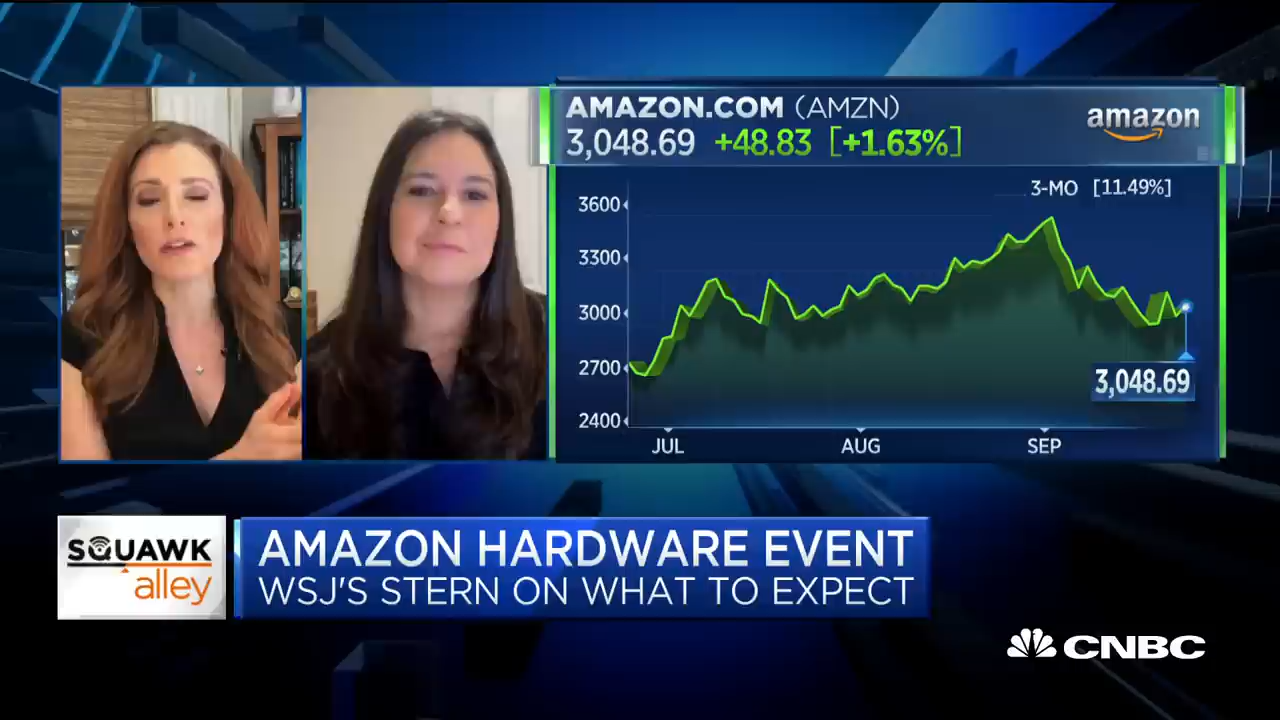 AMAZON.COM (AMZN)
3,048.69 +48.83 [+1.63%]
amazon
3-MO [11.49%]
3600
3300
3000
2700
2400
3,048.69
JUL AUG SEP
SQUAWK
alley
AMAZON HARDWARE EVENT
WSJ'S STERN ON WHAT TO EXPECT
CNBC